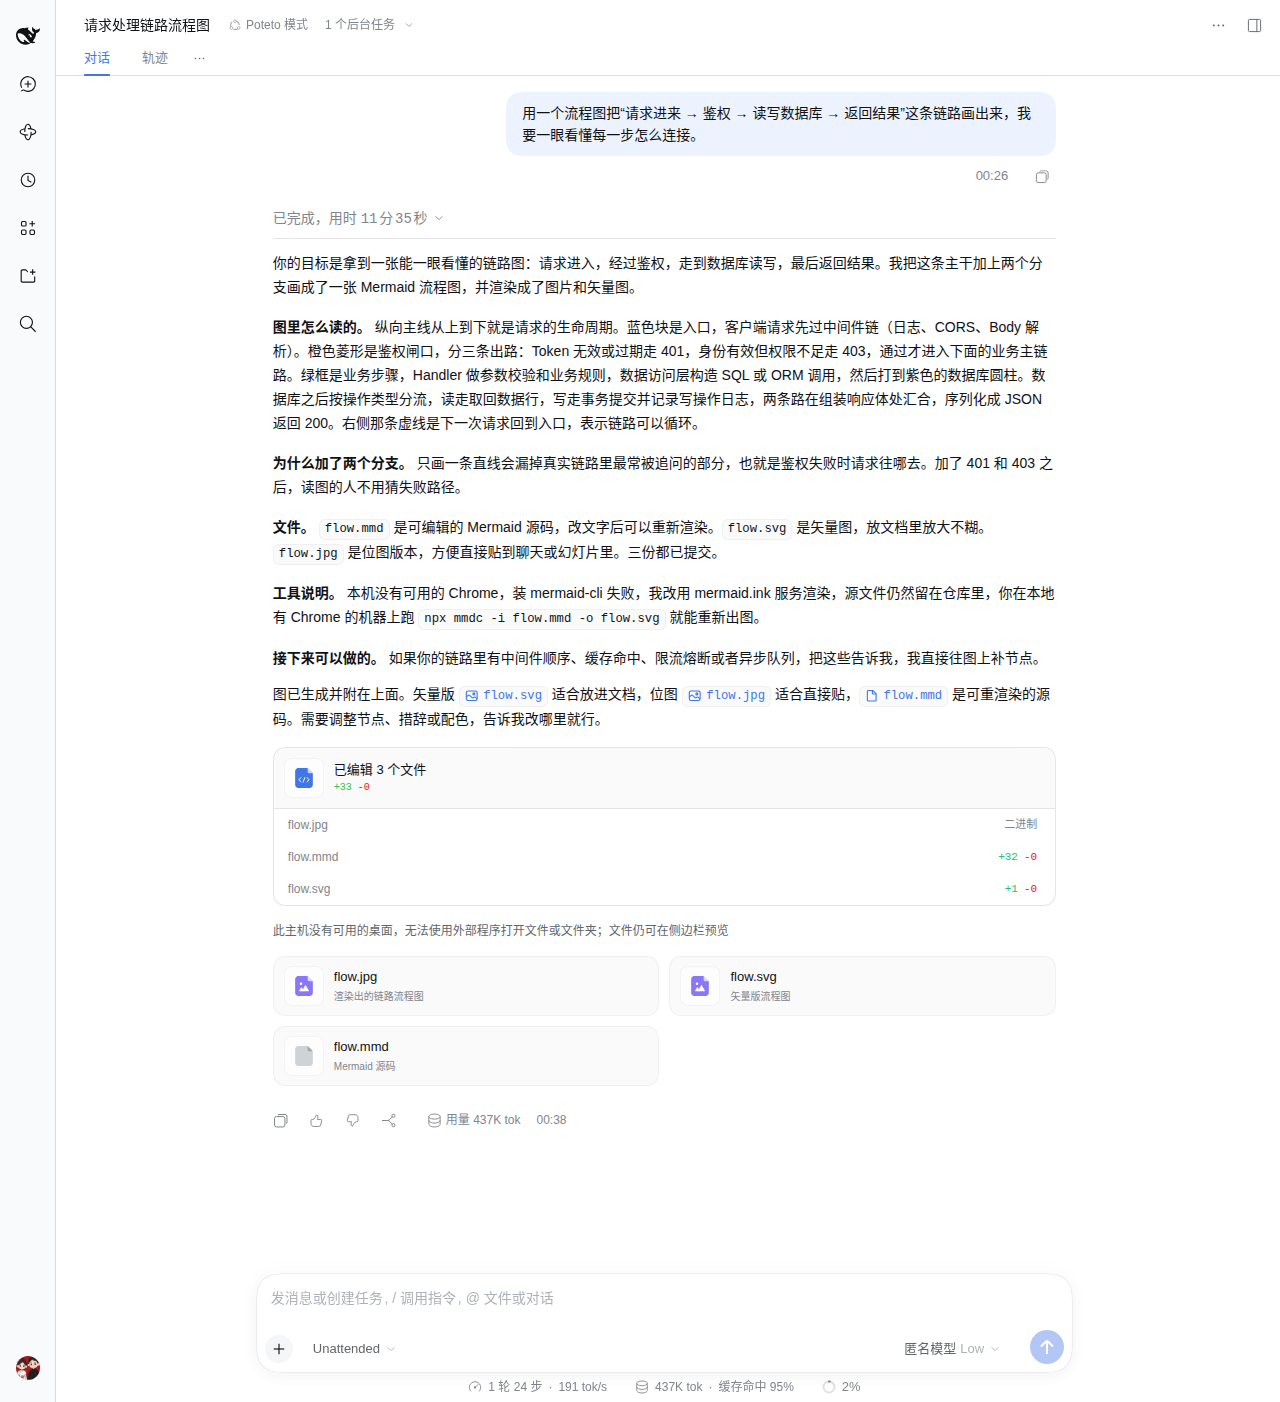 请求处理链路流程图
Poteto 模式
1 个后台任务
对话
轨迹
用一个流程图把“请求进来 → 鉴权 → 读写数据库 → 返回结果”这条链路画出来，我
要一眼看懂每一步怎么连接。
00:26
已完成，用时 11分35秒
你的目标是拿到一张能一眼看懂的链路图：请求进入，经过鉴权，走到数据库读写，最后返回结果。我把这条主干加上两个分
支画成了一张 Mermaid 流程图，并渲染成了图片和矢量图。
图里怎么读的。 纵向主线从上到下就是请求的生命周期。蓝色块是入口，客户端请求先过中间件链（日志、CORS、Body 解
析）。橙色菱形是鉴权闸口，分三条出路：Token 无效或过期走 401，身份有效但权限不足走 403，通过才进入下面的业务主链
路。绿框是业务步骤，Handler 做参数校验和业务规则，数据访问层构造 SQL 或 ORM 调用，然后打到紫色的数据库圆柱。数
据库之后按操作类型分流，读走取回数据行，写走事务提交并记录写操作日志，两条路在组装响应体处汇合，序列化成 JSON
返回 200。右侧那条虚线是下一次请求回到入口，表示链路可以循环。
为什么加了两个分支。 只画一条直线会漏掉真实链路里最常被追问的部分，也就是鉴权失败时请求往哪去。加了 401 和 403 之
后，读图的人不用猜失败路径。
文件。 flow.mmd 是可编辑的 Mermaid 源码，改文字后可以重新渲染。flow.svg 是矢量图，放文档里放大不糊。
flow.jpg 是位图版本，方便直接贴到聊天或幻灯片里。三份都已提交。
工具说明。 本机没有可用的 Chrome，装 mermaid-cli 失败，我改用 mermaid.ink 服务渲染，源文件仍然留在仓库里，你在本地
有 Chrome 的机器上跑 npx mmdc -i flow.mmd -o flow.svg 就能重新出图。
接下来可以做的。 如果你的链路里有中间件顺序、缓存命中、限流熔断或者异步队列，把这些告诉我，我直接往图上补节点。
图已生成并附在上面。矢量版 flow.svg 适合放进文档，位图 flow.jpg 适合直接贴，flow.mmd 是可重渲染的源
码。需要调整节点、措辞或配色，告诉我改哪里就行。
已编辑 3 个文件
+33 -0
flow.jpg 二进制
flow.mmd +32 -0
flow.svg +1 -0
此主机没有可用的桌面，无法使用外部程序打开文件或文件夹；文件仍可在侧边栏预览
flow.jpg
渲染出的链路流程图
flow.svg
矢量版流程图
flow.mmd
Mermaid 源码
用量 437K tok
00:38
发消息或创建任务, / 调用指令, @ 文件或对话
Unattended
匿名模型 Low
1 轮 24 步 · 191 tok/s
437K tok · 缓存命中 95%
2%